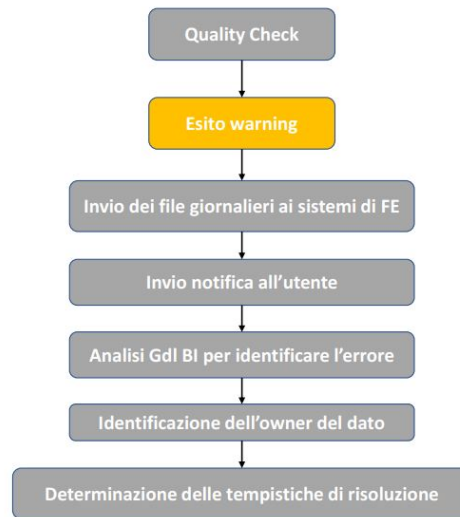 Quality Check
Esito warning
Invio dei file giornalieri ai sistemi di FE
Invio notifica all'utente
Analisi Gdl BI per identificare l'errore
Identificazione dell'owner del dato
Determinazione delle tempistiche di risoluzione